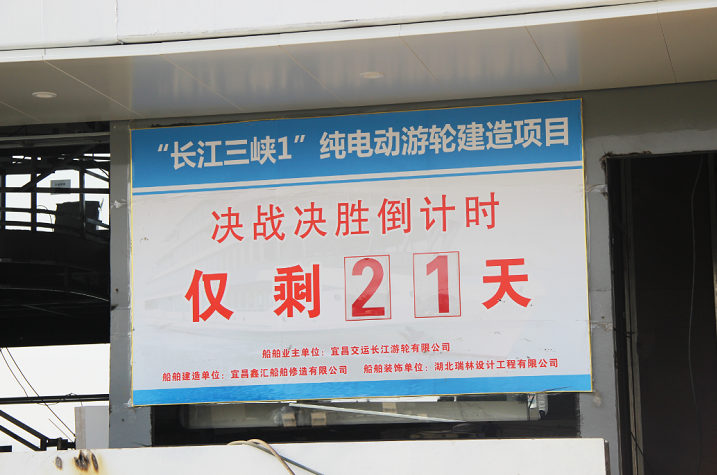 “长江三峡1”纯电动游轮建造项目
决战决胜倒计时
仅剩21天
船舶业主单位：宜昌交运长江游轮有限公司
船舶建造单位：宜昌鑫汇船舶修造有限公司 船舶装饰单位：湖北瑞林设计工程有限公司